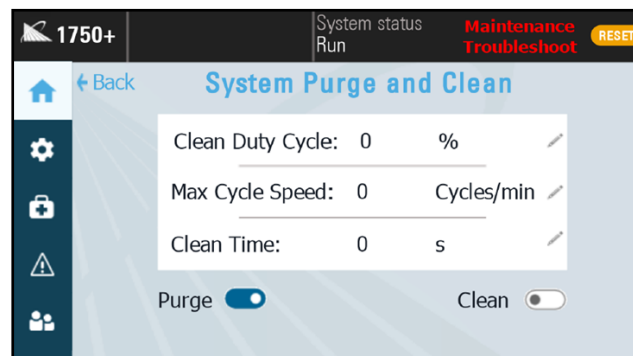 1750+
System status
Run
Maintenance
Troubleshoot
RESET
Back
System Purge and Clean
Clean Duty Cycle: 0 %
Max Cycle Speed: 0 Cycles/min
Clean Time: 0 s
Purge
Clean